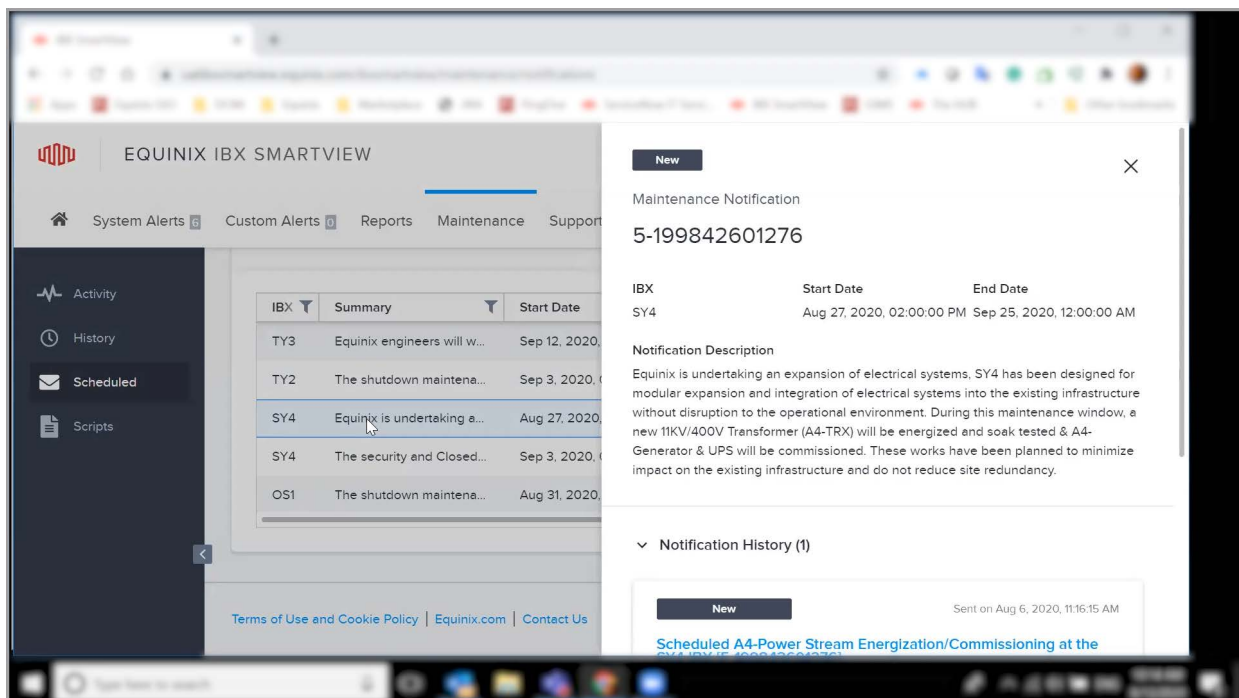 EQUINIX IBX SMARTVIEW
System Alerts 6 Custom Alerts 0 Reports Maintenance Support
Activity
History
Scheduled
Scripts
IBX Summary Start Date
TY3 Equinix engineers will w... Sep 12, 2020,
TY2 The shutdown maintena... Sep 3, 2020,
SY4 Equinix is undertaking a... Aug 27, 2020,
SY4 The security and Closed... Sep 3, 2020,
OS1 The shutdown maintena... Aug 31, 2020,
Terms of Use and Cookie Policy | Equinix.com | Contact Us
New
Maintenance Notification
5-199842601276
IBX Start Date End Date
SY4 Aug 27, 2020, 02:00:00 PM Sep 25, 2020, 12:00:00 AM
Notification Description
Equinix is undertaking an expansion of electrical systems, SY4 has been designed for
modular expansion and integration of electrical systems into the existing infrastructure
without disruption to the operational environment. During this maintenance window, a
new 11KV/400V Transformer (A4-TRX) will be energized and soak tested & A4-
Generator & UPS will be commissioned. These works have been planned to minimize
impact on the existing infrastructure and do not reduce site redundancy.
Notification History (1)
New Sent on Aug 6, 2020, 11:16:15 AM
Scheduled A4-Power Stream Energization/Commissioning at the
SY4 IBX [5-199842601276]
Type here to search